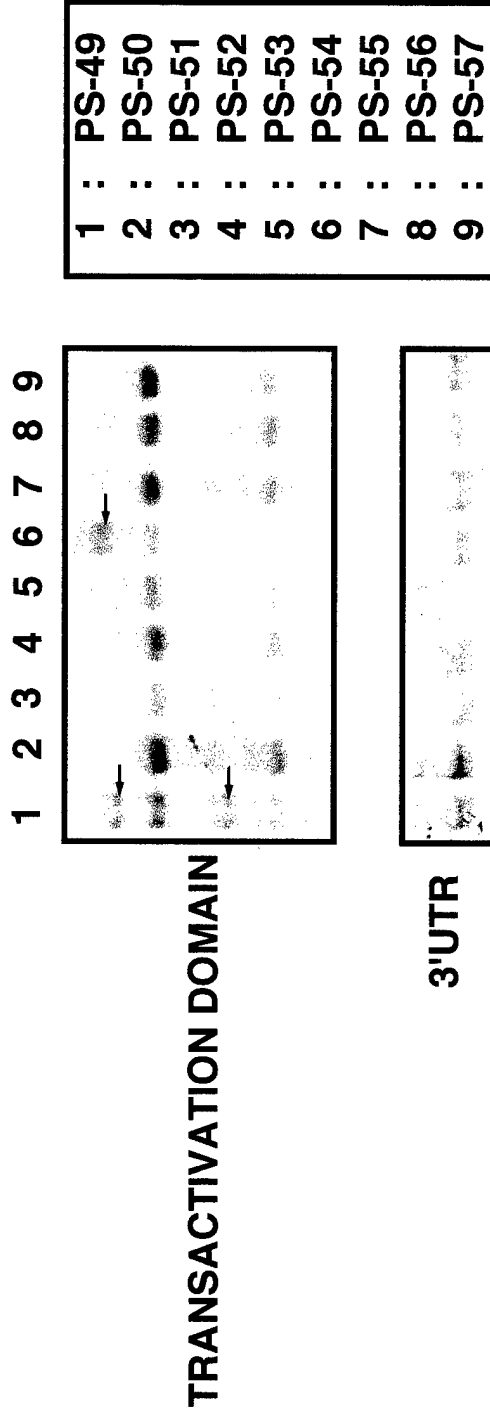 1 2 3 4 5 6 7 8 9
TRANSACTIVATION DOMAIN
3'UTR
1 : PS-49
2 : PS-50
3 : PS-51
4 : PS-52
5 : PS-53
6 : PS-54
7 : PS-55
8 : PS-56
9 : PS-57